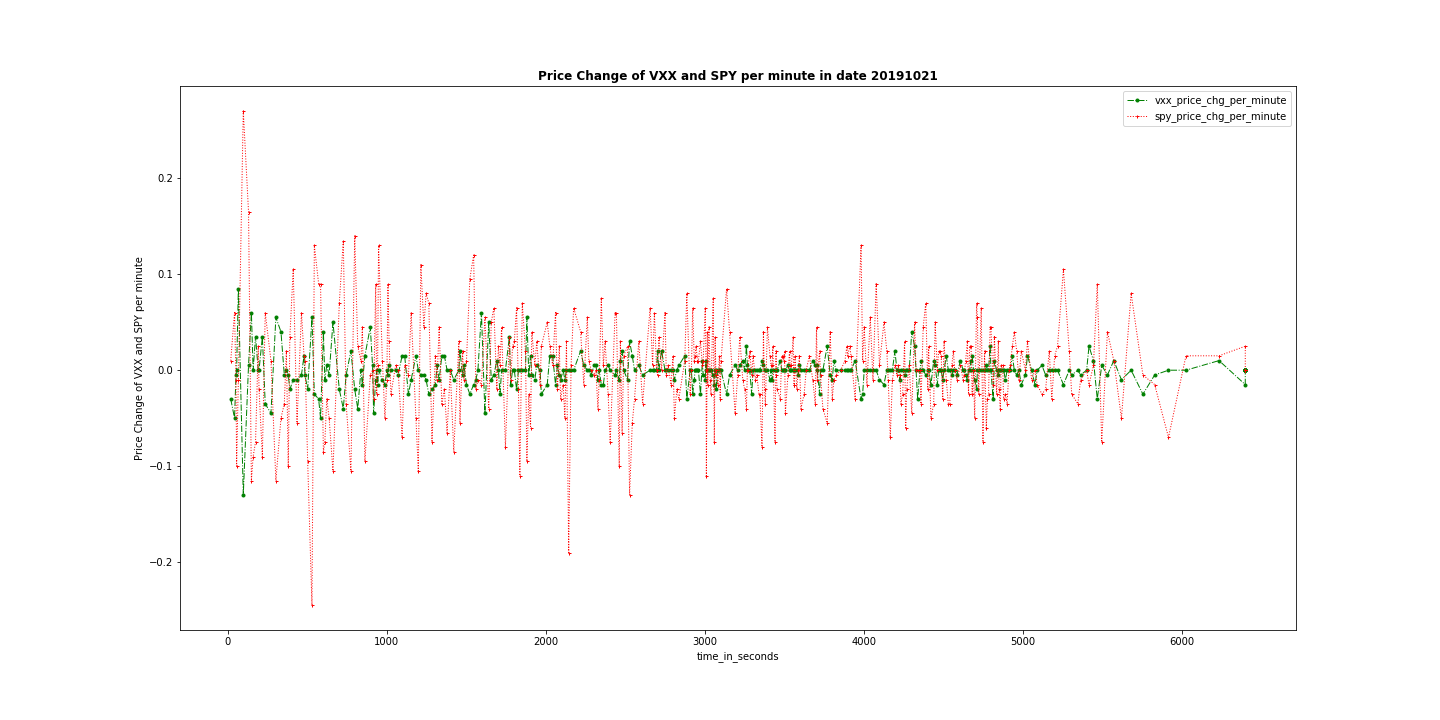 Price Change of VXX and SPY per minute in date 20191021
vxx_price_chg_per_minute
spy_price_chg_per_minute
Price Change of VXX and SPY per minute
0.2
0.1
0.0
−0.1
−0.2
0 1000 2000 3000 4000 5000 6000
time_in_seconds